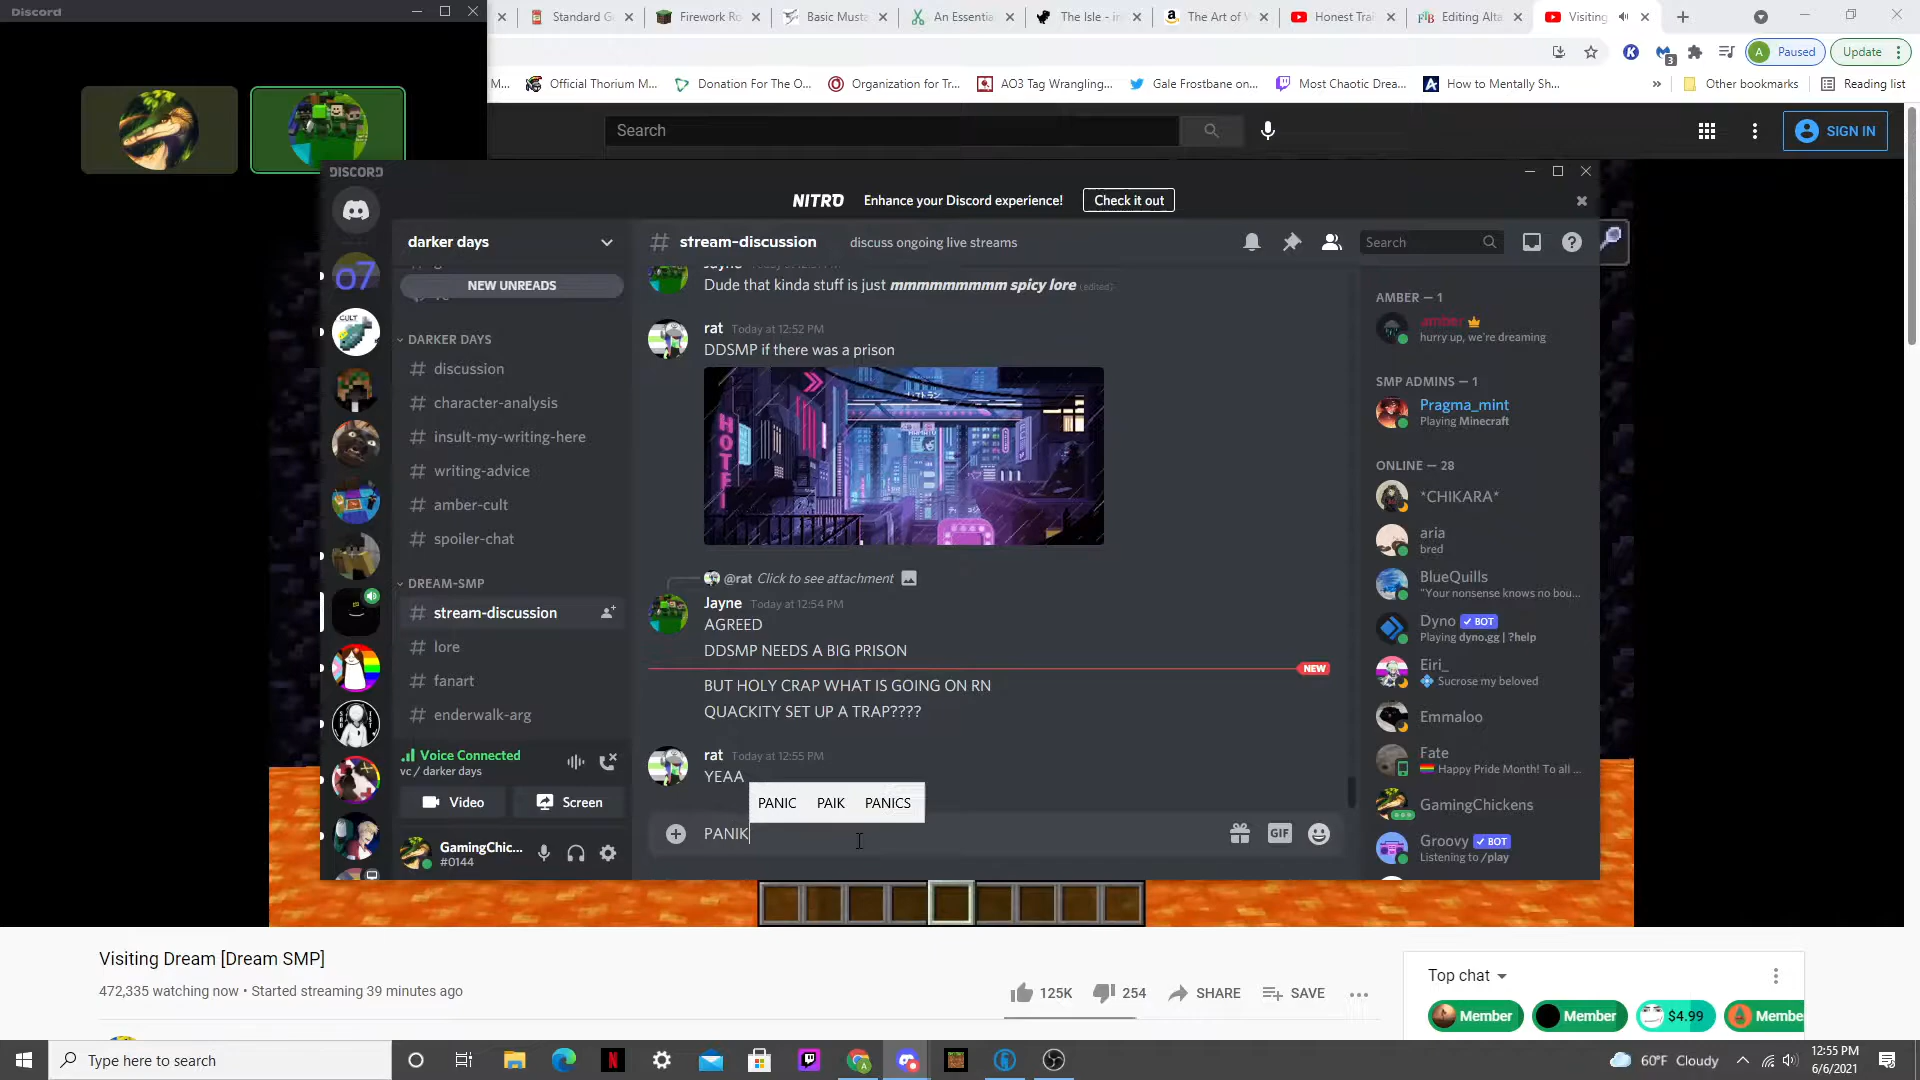 Discord
Standard G
Firework Ro
Basic Musta
An Essentia
The Isle - in
The Art of W
Honest Trai
Editing Alta
Visiting
Paused
Update
M...
Official Thorium M...
Donation For The O...
Organization for Tr...
AO3 Tag Wrangling...
Gale Frostbane on...
Most Chaotic Drea...
How to Mentally Sh...
Other bookmarks
Reading list
Search
SIGN IN
DISCORD
NITRO Enhance your Discord experience! Check it out
darker days
NEW UNREADS
DARKER DAYS
# discussion
# character-analysis
# insult-my-writing-here
# writing-advice
# amber-cult
# spoiler-chat
DREAM-SMP
# stream-discussion
# lore
# fanart
# enderwalk-arg
Voice Connected
vc / darker days
Video
Screen
GamingChic...
#0144
o7
CULT
# stream-discussion discuss ongoing live streams
Search
Dude that kinda stuff is just mmmmmmmmm spicy lore (edited)
rat Today at 12:52 PM
DDSMP if there was a prison
HOTEL
@rat Click to see attachment
Jayne Today at 12:54 PM
AGREED
DDSMP NEEDS A BIG PRISON
NEW
BUT HOLY CRAP WHAT IS GOING ON RN
QUACKITY SET UP A TRAP????
rat Today at 12:55 PM
YEAA
PANIC PAIK PANICS
PANIK
GIF
AMBER — 1
amber
hurry up, we're dreaming
SMP ADMINS — 1
Pragma_mint
Playing Minecraft
ONLINE — 28
*CHIKARA*
aria
bred
BlueQuills
"Your nonsense knows no bou...
Dyno BOT
Playing dyno.gg | ?help
Eiri_
Sucrose my beloved
Emmaloo
Fate
Happy Pride Month! To all ...
GamingChickens
Groovy BOT
Listening to /play
Visiting Dream [Dream SMP]
472,335 watching now • Started streaming 39 minutes ago
125K
254
SHARE
SAVE
Top chat
Member
Member
$4.99
Membe
Type here to search
60°F Cloudy
12:55 PM
6/6/2021